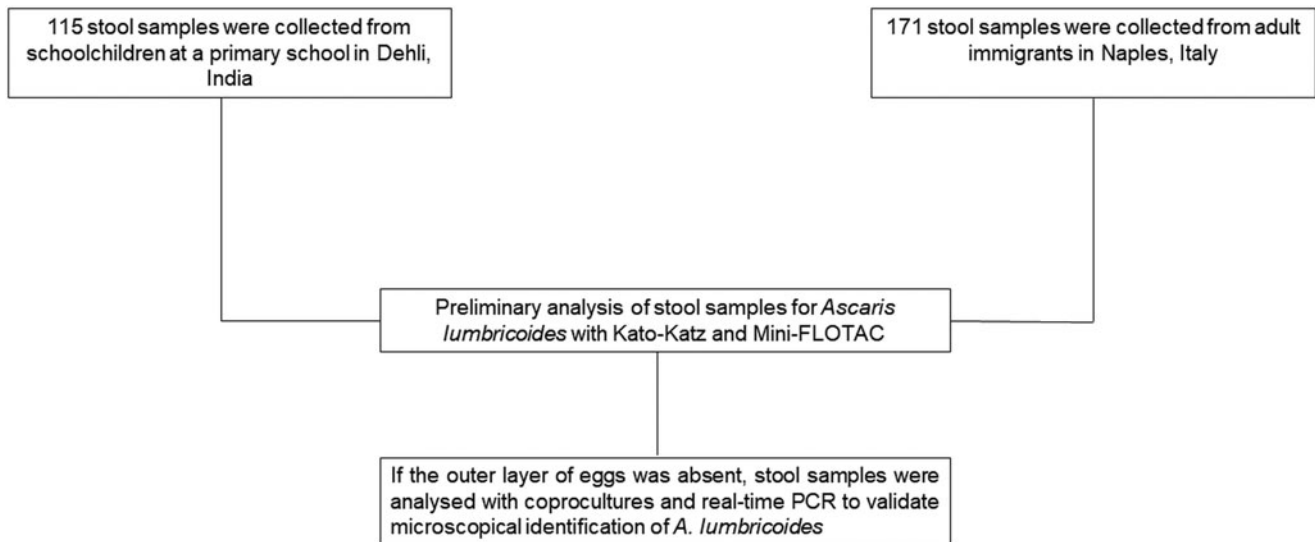 115 stool samples were collected from
schoolchildren at a primary school in Dehli,
India
171 stool samples were collected from adult
immigrants in Naples, Italy
Preliminary analysis of stool samples for Ascaris
lumbricoides with Kato-Katz and Mini-FLOTAC
If the outer layer of eggs was absent, stool samples were
analysed with coprocultures and real-time PCR to validate
microscopical identification of A. lumbricoides